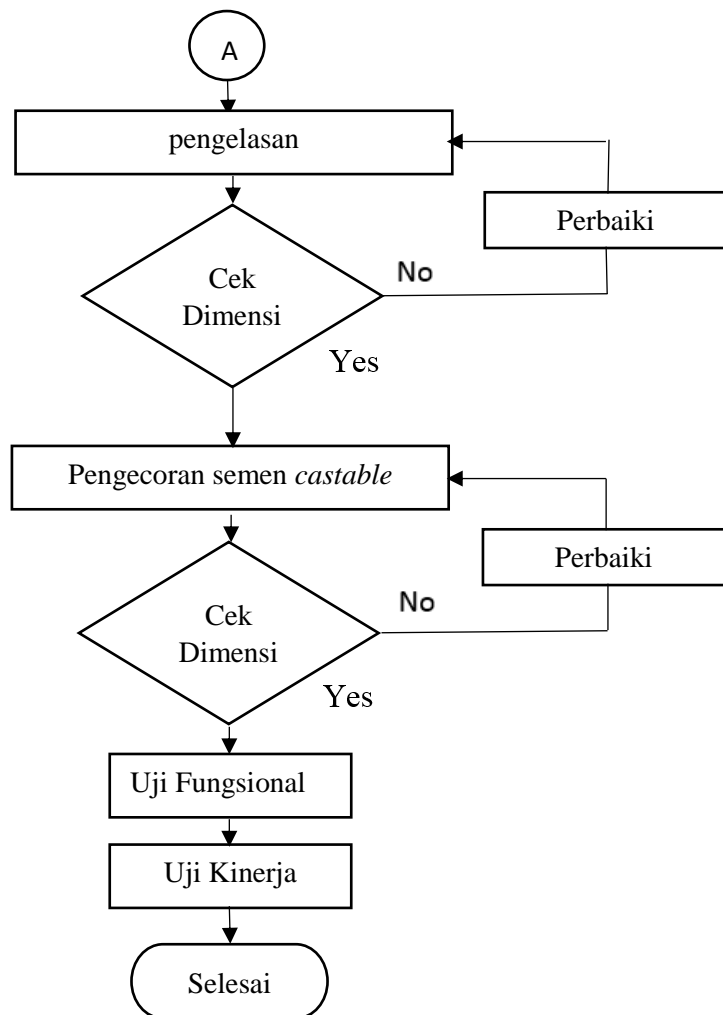 A
pengelasan
Perbaiki
Cek
Dimensi
No
Yes
Pengecoran semen castable
Perbaiki
Cek
Dimensi
No
Yes
Uji Fungsional
Uji Kinerja
Selesai